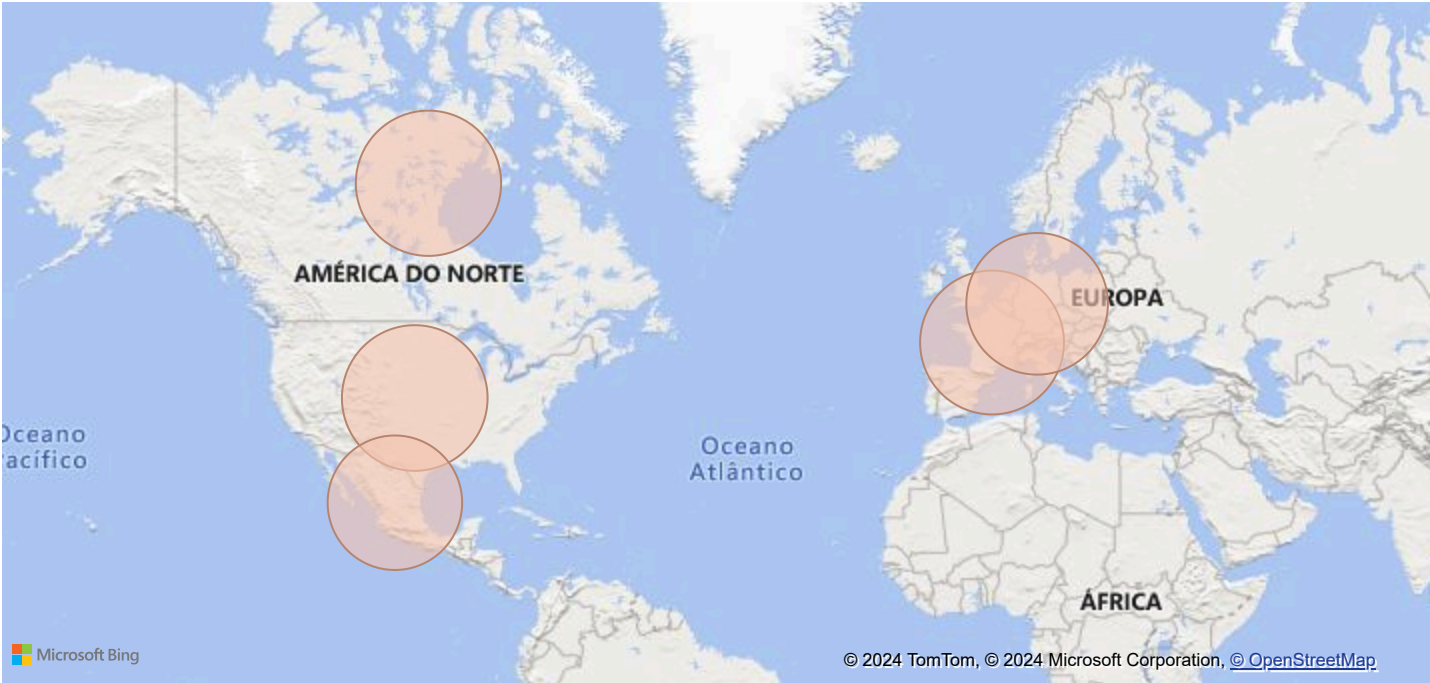 AMÉRICA DO NORTE
EUROPA
Oceano
acífico
Oceano
Atlântico
ÁFRICA
Microsoft Bing
© 2024 TomTom, © 2024 Microsoft Corporation, © OpenStreetMap